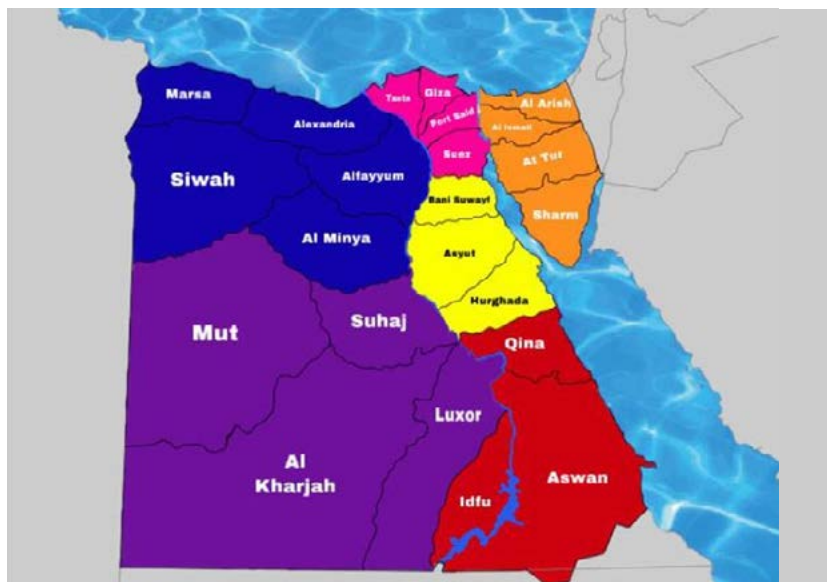 Marsa
Alexandria
Tanta
Giza
Port Said
Suez
Al Arish
Al Ismail
At Tur
Sharm
Siwah
Alfayyum
Al Minya
Bani Suwayf
Asyut
Hurghada
Mut
Suhaj
Qina
Luxor
Al
Kharjah
Idfu
Aswan